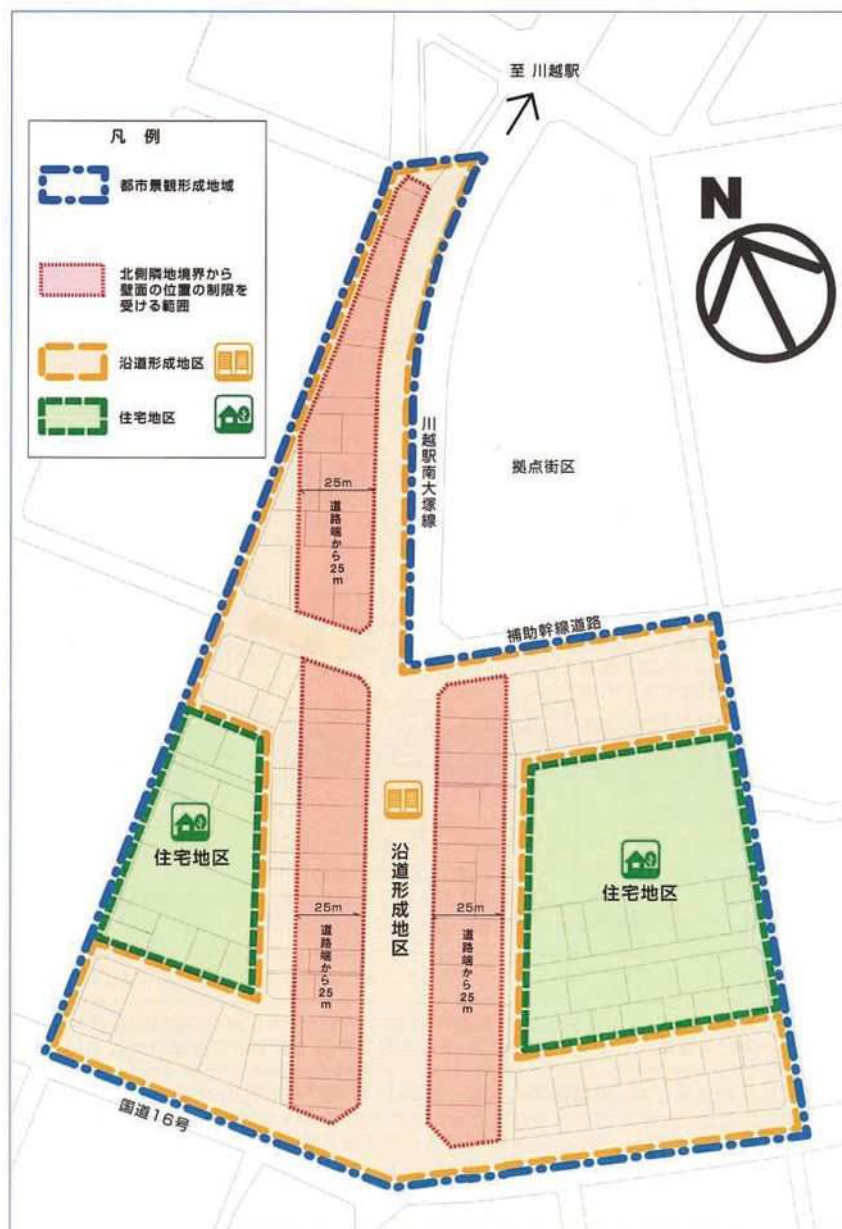 至 川越駅
凡 例
都市景観形成地域
北側隣地境界から
壁面の位置の制限を
受ける範囲
沿道形成地区
住宅地区
N
川越駅南大塚線
拠点街区
25m
道路端から25m
補助幹線道路
住宅地区
沿道形成地区
住宅地区
25m
道路端から25m
25m
道路端から25m
国道16号